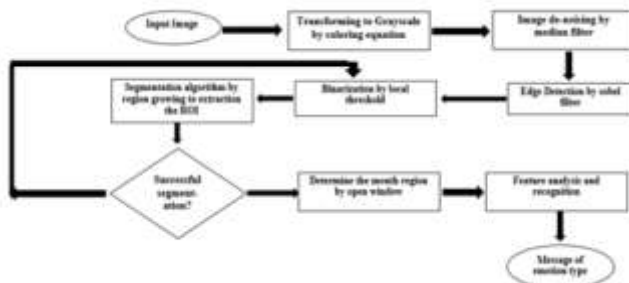 Input Image
Transforming to Grayscale
by coloring equation
Image de-noising by
median filter
Edge Detection by sobel
filter
Binarization by local
threshold
Segmentation algorithm by
region growing to extraction
the ROI
Successful
segment-
ation?
Determine the mouth region
by open window
Feature analysis and
recognition
Message of
emotion type